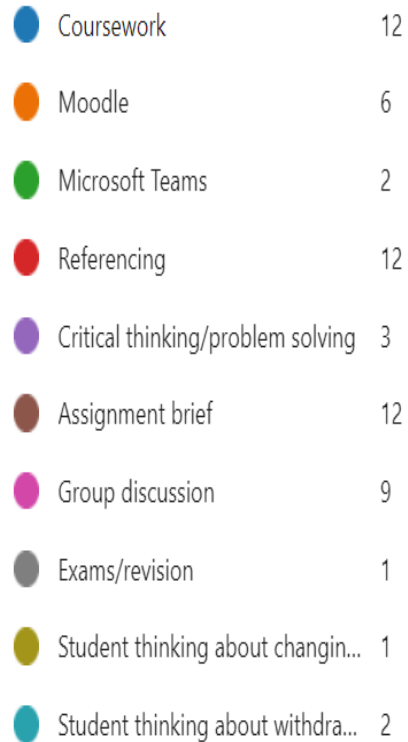 Coursework 12
Moodle 6
Microsoft Teams 2
Referencing 12
Critical thinking/problem solving 3
Assignment brief 12
Group discussion 9
Exams/revision 1
Student thinking about changin... 1
Student thinking about withdra... 2